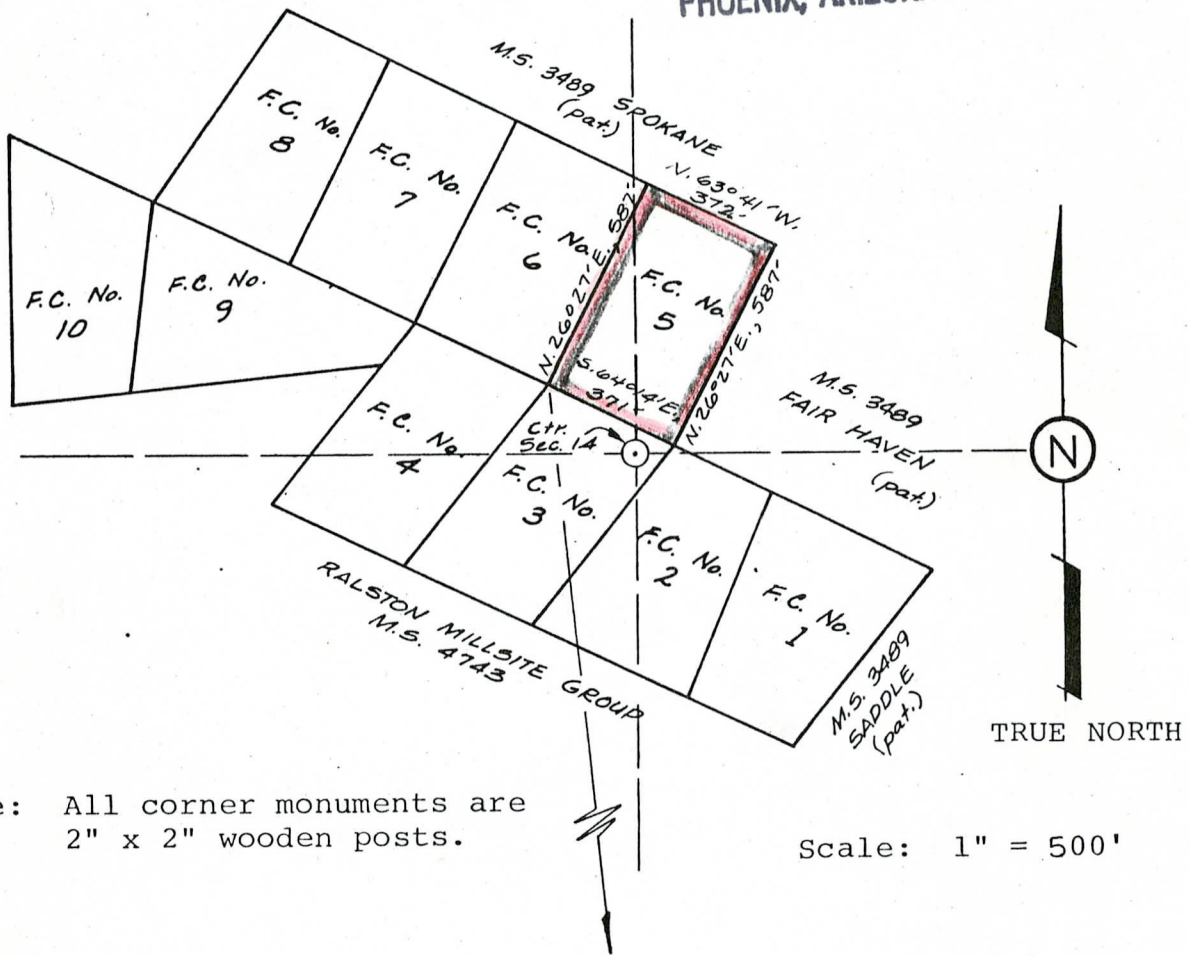 PHOENIX,
M.S. 3489 SPOKANE
(pat.)
N. 63°41'W.
372'
F.C. No.
8
F.C. No.
7
F.C. No.
6
N. 26°27'E., 587'
F.C. No.
5
N. 26°27'E., 587'
S. 64°14'E.
371'
F.C. No.
10
F.C. No.
9
M.S. 3489
FAIR HAVEN
(pat.)
F.C. No.
4
Ctr.
Sec. 14
F.C. No.
3
F.C. No.
2
F.C. No.
1
N
RALSTON MILLSITE GROUP
M.S. 4743
M.S. 3489
SADDLE
(pat.)
TRUE NORTH
All corner monuments are
2" x 2" wooden posts.
Scale: 1" = 500'